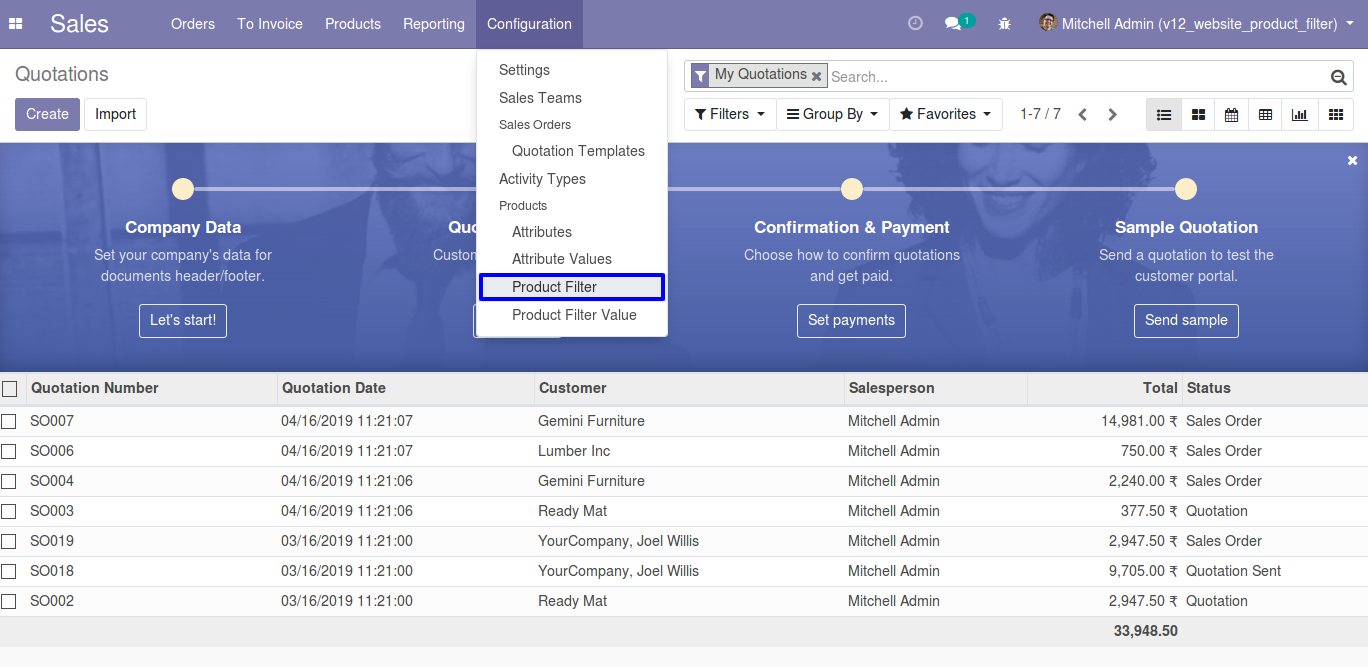 Sales Orders To Invoice Products Reporting Configuration 1 Mitchell Admin (v12_website_product_filter)
Quotations
My Quotations Search...
Create Import
Filters Group By Favorites 1-7 / 7
Settings
Sales Teams
Sales Orders
Quotation Templates
Activity Types
Products
Attributes
Attribute Values
Product Filter
Product Filter Value
Company Data
Set your company's data for
documents header/footer.
Let's start!
Quo
Custon
Confirmation & Payment
Choose how to confirm quotations
and get paid.
Set payments
Sample Quotation
Send a quotation to test the
customer portal.
Send sample
Quotation Number Quotation Date Customer Salesperson Total Status
SO007 04/16/2019 11:21:07 Gemini Furniture Mitchell Admin 14,981.00 ₹ Sales Order
SO006 04/16/2019 11:21:07 Lumber Inc Mitchell Admin 750.00 ₹ Sales Order
SO004 04/16/2019 11:21:06 Gemini Furniture Mitchell Admin 2,240.00 ₹ Sales Order
SO003 04/16/2019 11:21:06 Ready Mat Mitchell Admin 377.50 ₹ Quotation
SO019 03/16/2019 11:21:00 YourCompany, Joel Willis Mitchell Admin 2,947.50 ₹ Sales Order
SO018 03/16/2019 11:21:00 YourCompany, Joel Willis Mitchell Admin 9,705.00 ₹ Quotation Sent
SO002 03/16/2019 11:21:00 Ready Mat Mitchell Admin 2,947.50 ₹ Quotation
33,948.50